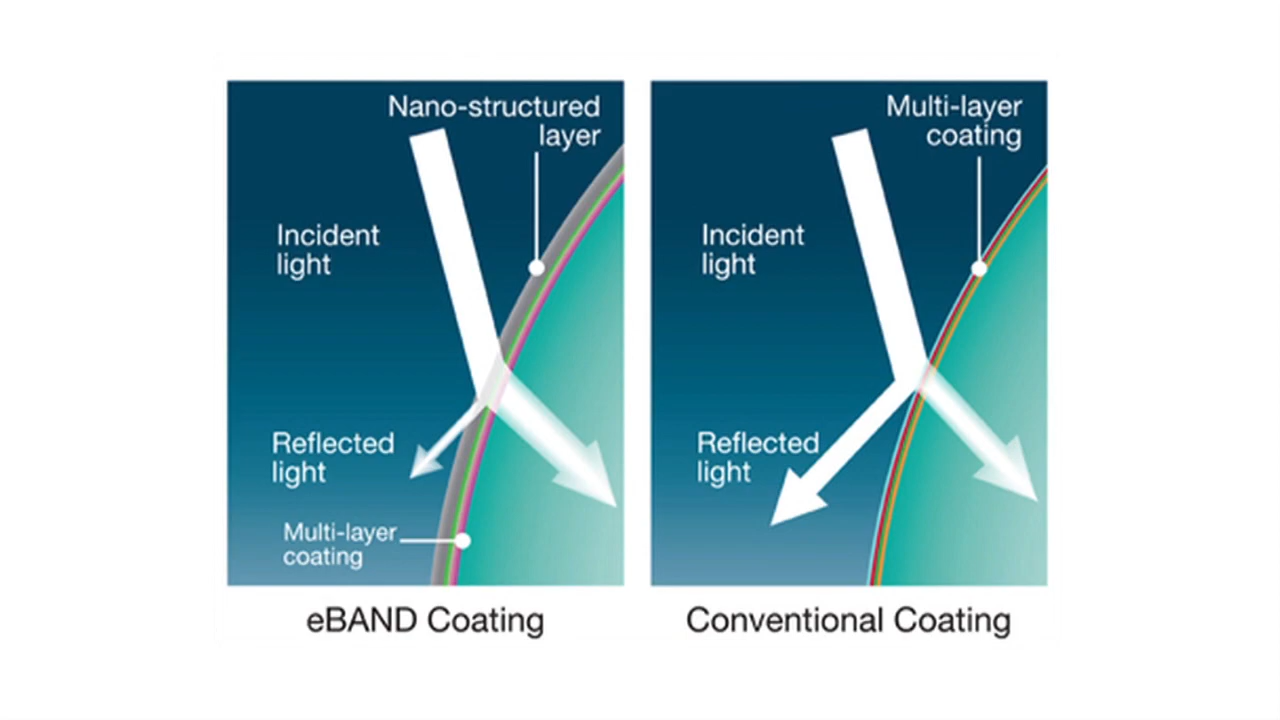 Nano-structured
layer
Incident
light
Reflected
light
Multi-layer
coating
eBAND Coating
Multi-layer
coating
Incident
light
Reflected
light
Conventional Coating